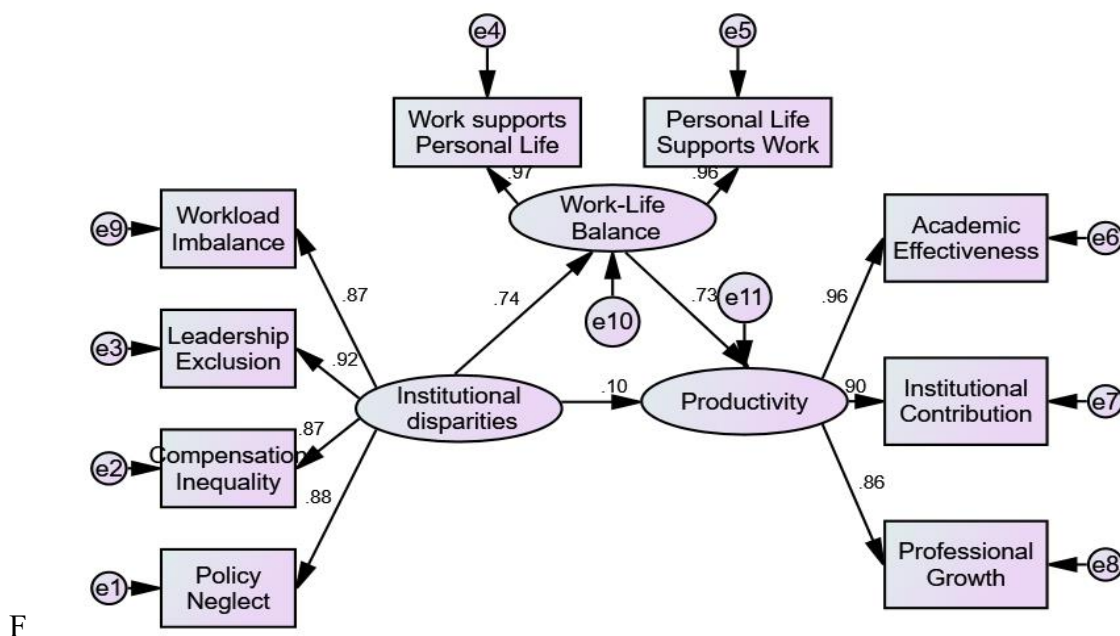 e4
e5
Work supports
Personal Life
Personal Life
Supports Work
.97
.96
Work-Life
Balance
e9
Workload
Imbalance
Academic
Effectiveness
e6
.87
.74
e10
.73
e11
.96
e3
Leadership
Exclusion
.92
Institutional
disparities
.10
Productivity
.90
Institutional
Contribution
e7
.87
e2
Compensation
Inequality
.88
.86
e1
Policy
Neglect
Professional
Growth
e8
F